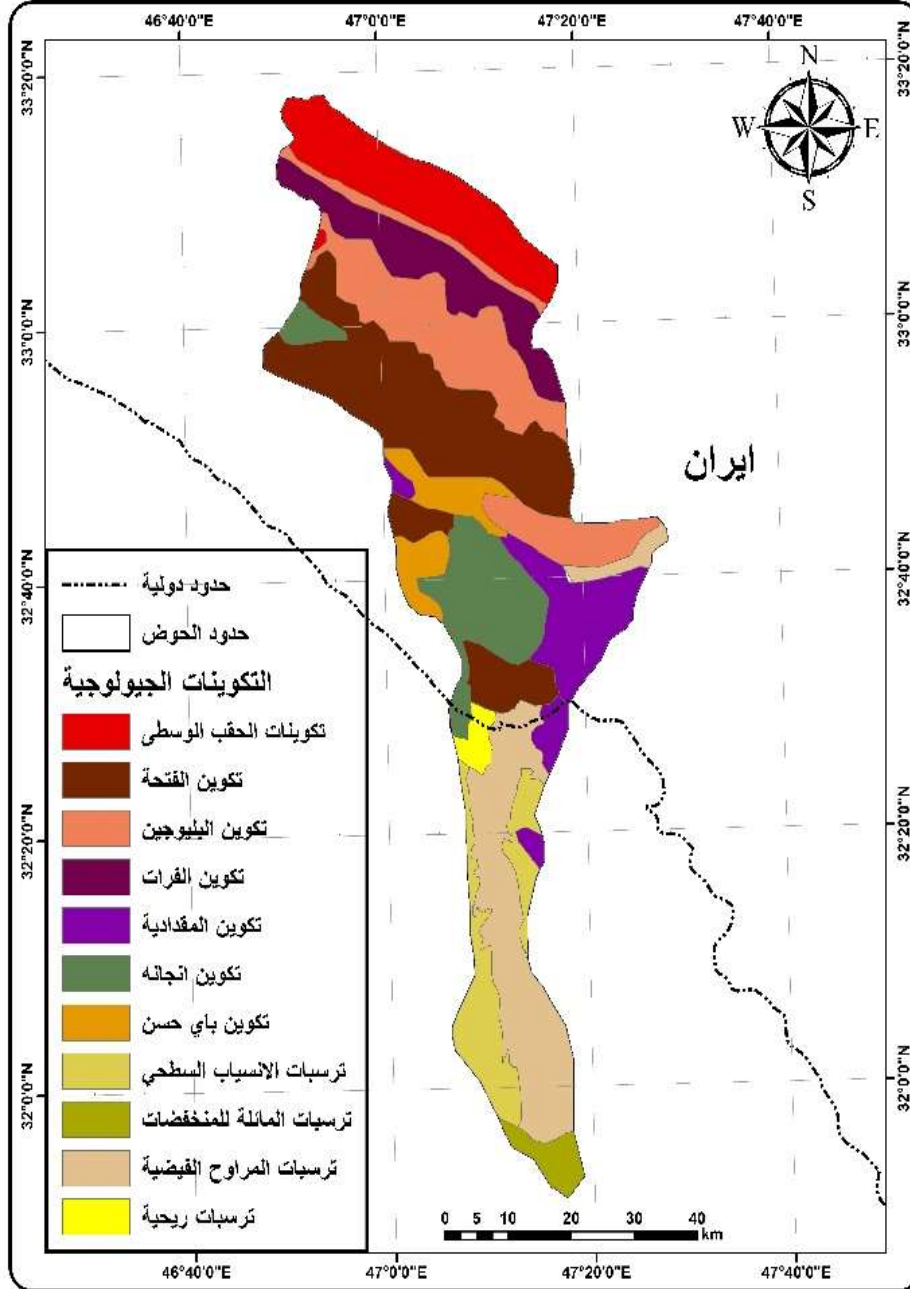 46°40'0"E
47°0'0"E
47°20'0"E
47°40'0"E
33°20'0"N
33°20'0"N
N
W
E
S
33°0'0"N
33°0'0"N
ايران
32°40'0"N
32°40'0"N
حدود دولية
حدود الحوض
التكوينات الجيولوجية
تكوينات الحقب الوسطى
تكوين الفتحة
تكوين البليوجين
تكوين الفرات
تكوين المقدادية
تكوين انجانه
تكوين باي حسن
ترسبات الانسياب السطحي
ترسبات المائلة للمنخفضات
ترسبات المراوح الفيضية
ترسبات ريحية
32°20'0"N
32°20'0"N
32°0'0"N
32°0'0"N
0 5 10 20 30 40
km
46°40'0"E
47°0'0"E
47°20'0"E
47°40'0"E